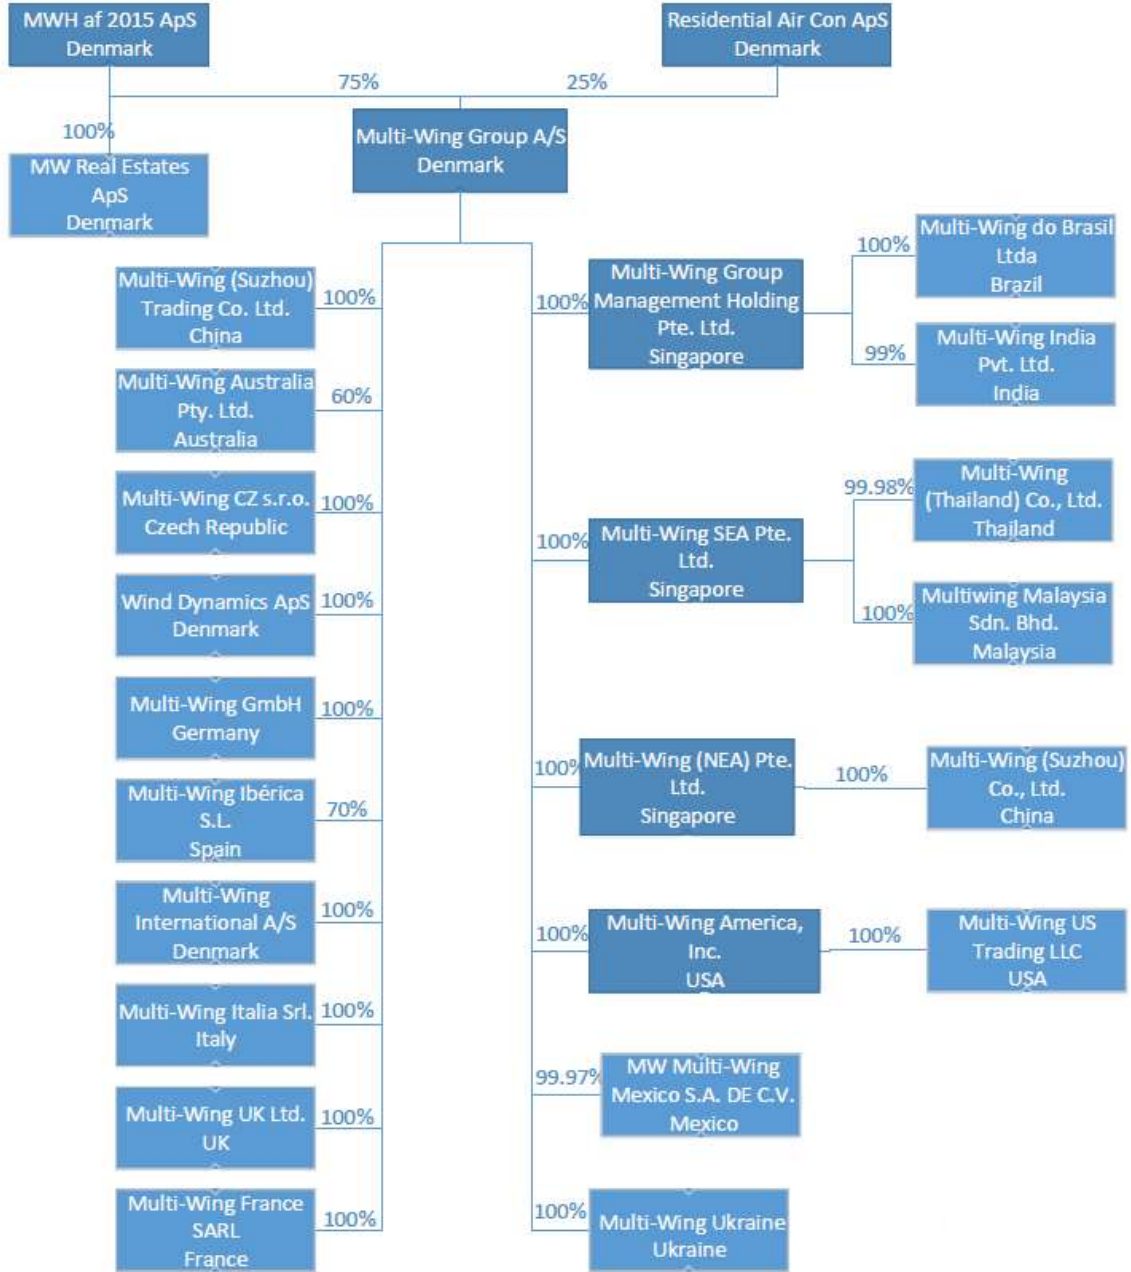 MWH af 2015 ApS
Denmark
Residential Air Con ApS
Denmark
75%
25%
100%
Multi-Wing Group A/S
Denmark
MW Real Estates
ApS
Denmark
Multi-Wing (Suzhou)
Trading Co. Ltd.
China
100%
Multi-Wing Australia
Pty. Ltd.
Australia
60%
Multi-Wing CZ s.r.o.
Czech Republic
100%
Wind Dynamics ApS
Denmark
100%
Multi-Wing GmbH
Germany
100%
Multi-Wing Ibérica
S.L.
Spain
70%
Multi-Wing
International A/S
Denmark
100%
Multi-Wing Italia Srl.
Italy
100%
Multi-Wing UK Ltd.
UK
100%
Multi-Wing France
SARL
France
100%
100%
Multi-Wing Group
Management Holding
Pte. Ltd.
Singapore
100%
Multi-Wing do Brasil
Ltda
Brazil
99%
Multi-Wing India
Pvt. Ltd.
India
100%
Multi-Wing SEA Pte.
Ltd.
Singapore
99.98%
Multi-Wing
(Thailand) Co., Ltd.
Thailand
100%
Multiwing Malaysia
Sdn. Bhd.
Malaysia
100%
Multi-Wing (NEA) Pte.
Ltd.
Singapore
100%
Multi-Wing (Suzhou)
Co., Ltd.
China
100%
Multi-Wing America,
Inc.
USA
100%
Multi-Wing US
Trading LLC
USA
99.97%
MW Multi-Wing
Mexico S.A. DE C.V.
Mexico
100%
Multi-Wing Ukraine
Ukraine